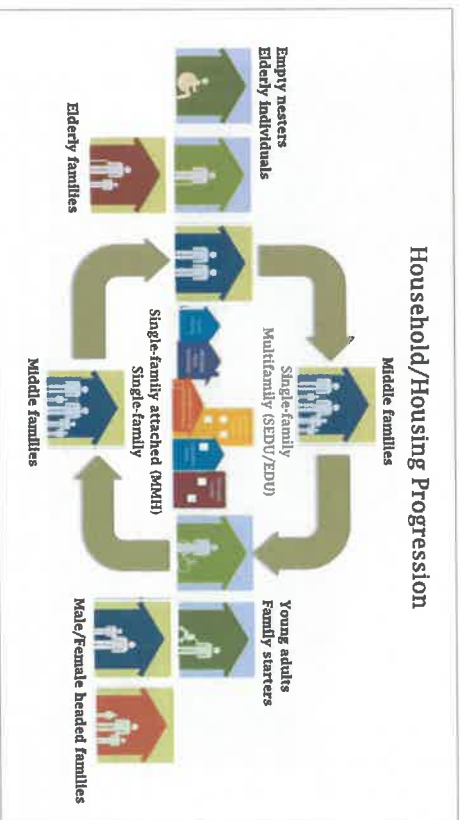 Household/Housing Progression
Empty nesters
Elderly individuals
Middle families
Young adults
Family starters
Single-family
Multifamily (SEDU/EDU)
Single-family attached (MMH)
Single-family
Elderly families
Middle families
Male/Female headed families